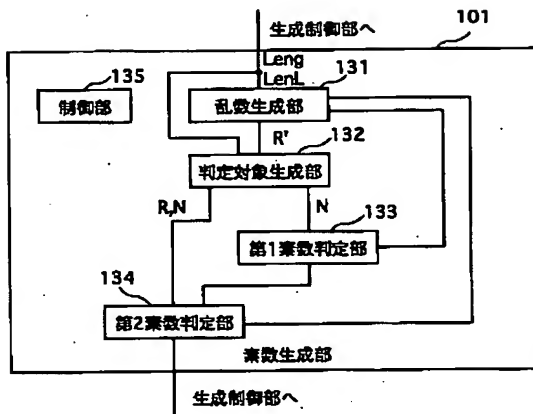 生成制御部へ
101
135
制御部
Leng
LenL
131
乱数生成部
R'
132
判定対象生成部
R,N
N
133
第1素数判定部
134
第2素数判定部
素数生成部
生成制御部へ